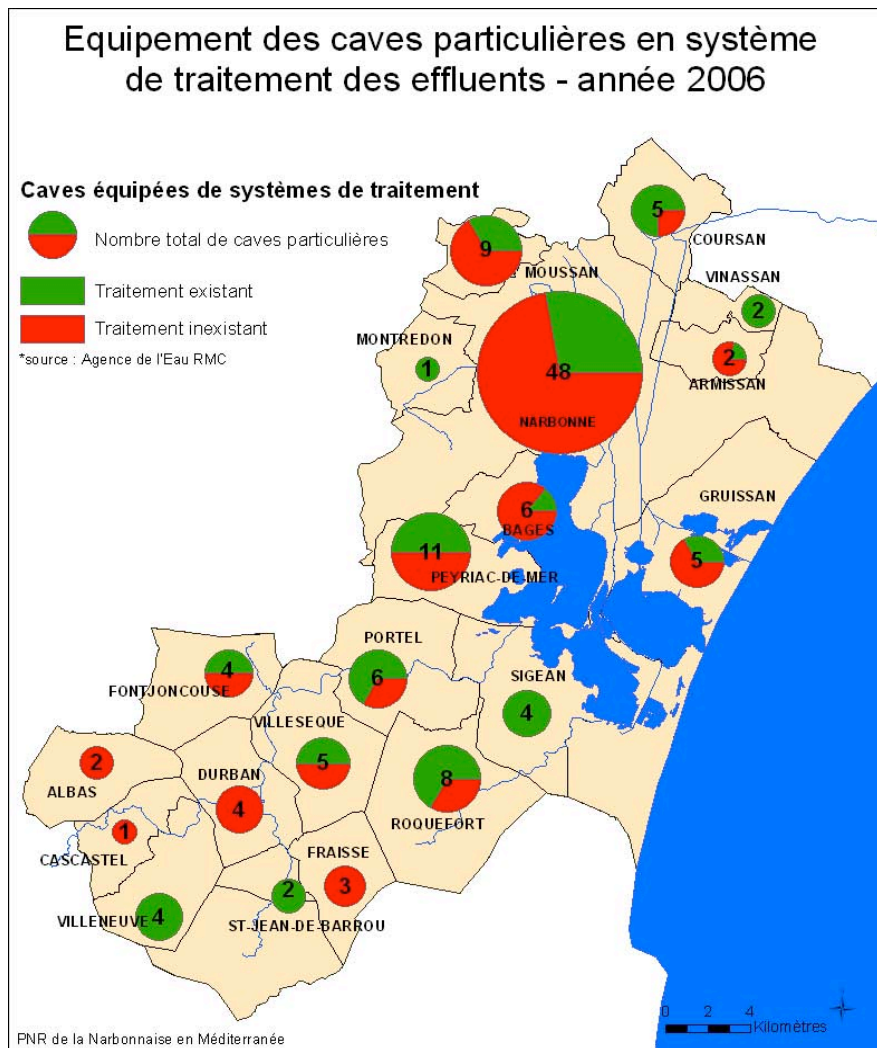 Equipement des caves particulières en système
de traitement des effluents - année 2006
Caves équipées de systèmes de traitement
Nombre total de caves particulières
Traitement existant
Traitement inexistant
*source : Agence de l'Eau RMC
5
COURSAN
9
MOUSSAN
VINASSAN
2
MONTREDON
1
48
NARBONNE
2
ARMISSAN
GRUISSAN
6
BAGES
11
PEYRIAC-DE-MER
5
PORTEL
6
SIGEAN
4
4
FONTJONCOUSE
VILLESEQUE
5
2
ALBAS
DURBAN
4
8
ROQUEFORT
1
CASCASTEL
FRAISSE
3
4
VILLENEUVE
2
ST-JEAN-DE-BARROU
0 2 4
Kilomètres
PNR de la Narbonnaise en Méditerranée